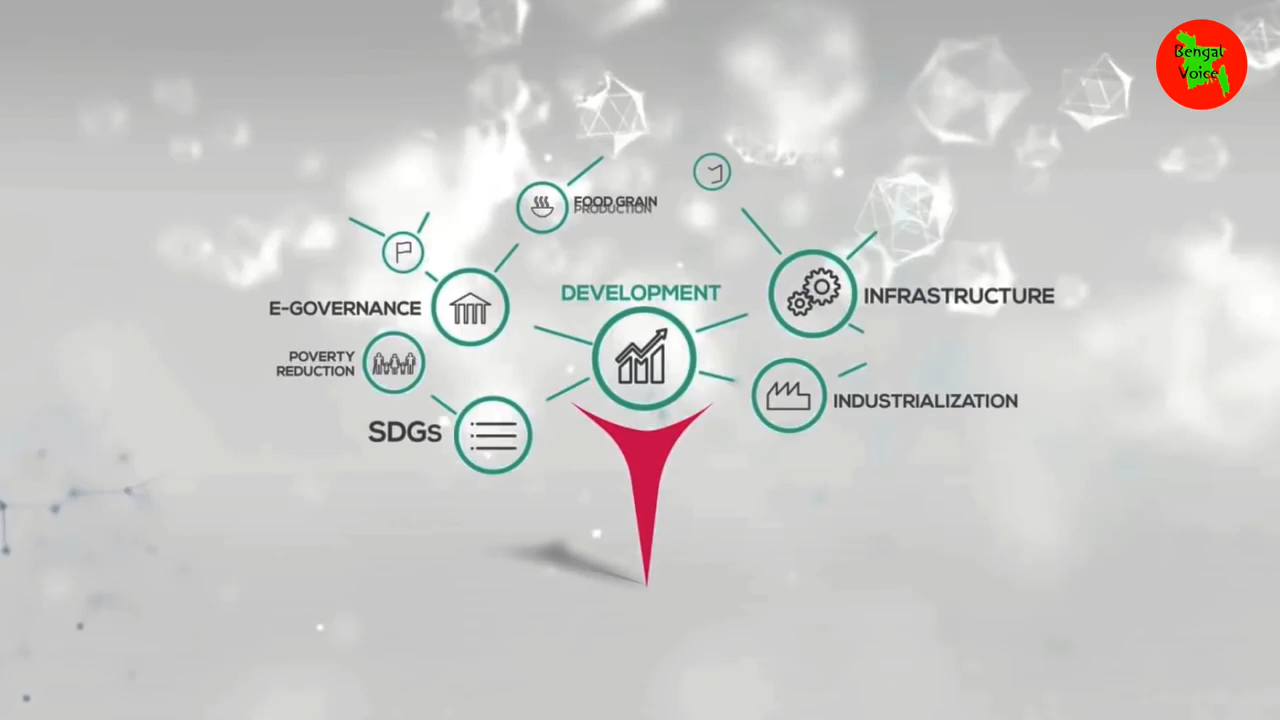 Bengal
Voice
FOOD GRAIN
PRODUCTION
DEVELOPMENT
E-GOVERNANCE
INFRASTRUCTURE
POVERTY
REDUCTION
INDUSTRIALIZATION
SDGs